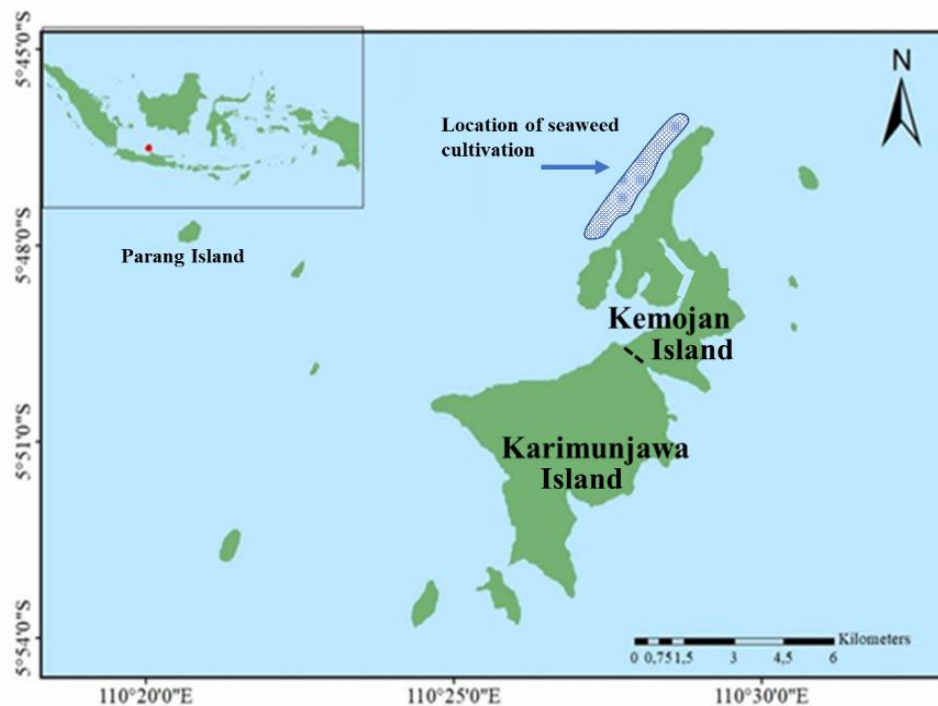 5°45'0"S
N
Location of seaweed
cultivation
5°48'0"S
Parang Island
Kemojan
Island
5°51'0"S
Karimunjawa
Island
5°54'0"S
Kilometers
0 0,75 1,5 3 4,5 6
110°20'0"E 110°25'0"E 110°30'0"E